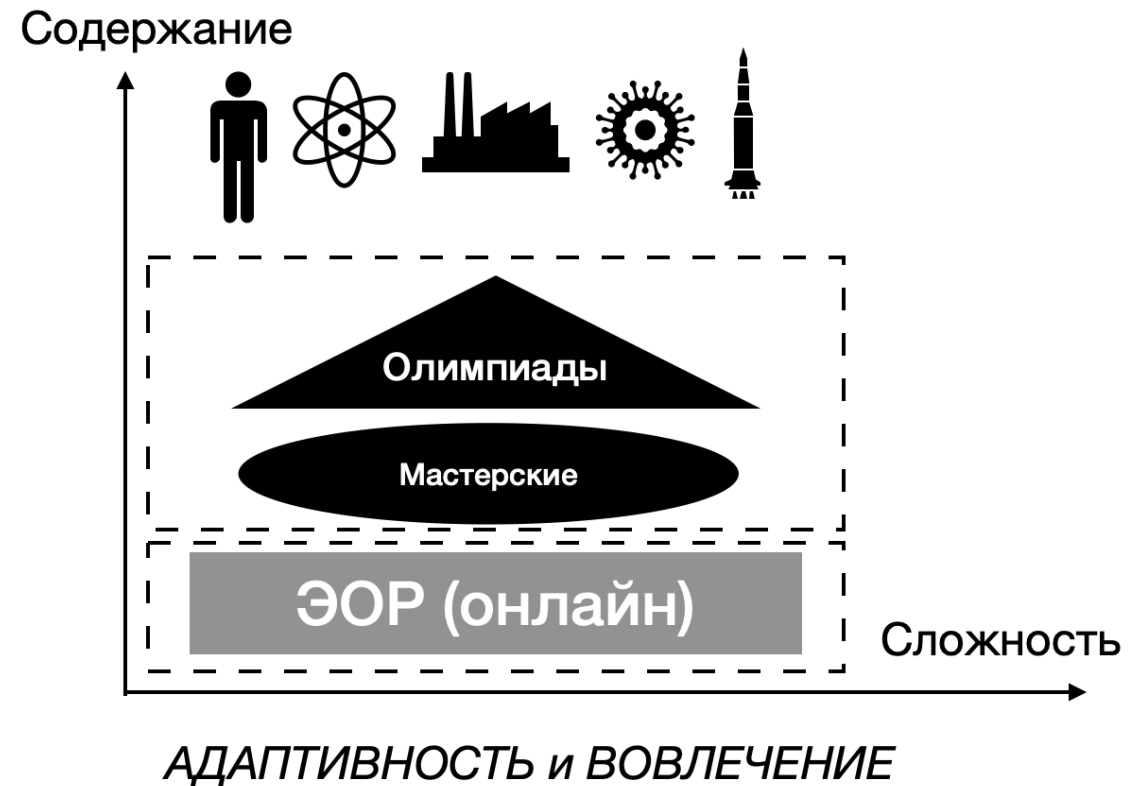 Содержание
Олимпиады
Мастерские
ЭОР (онлайн)
Сложность
АДАПТИВНОСТЬ и ВОВЛЕЧЕНИЕ